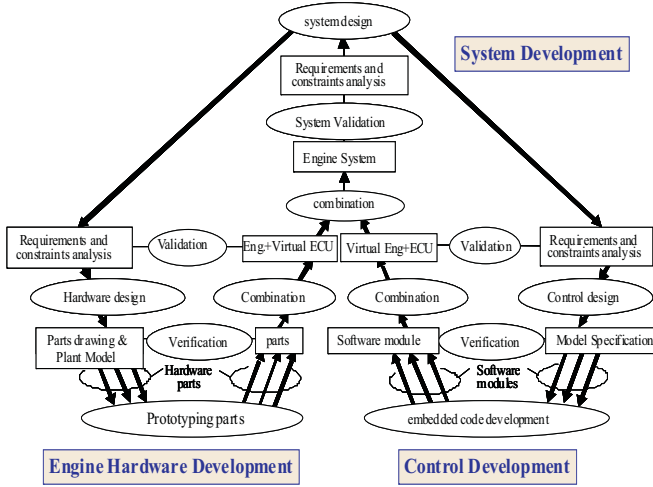 system design
System Development
Requirements and
constraints analysis
System Validation
Engine System
combination
Requirements and
constraints analysis
Validation
Eng.+Virtual ECU
Virtual Eng+ECU
Validation
Requirements and
constraints analysis
Hardware design
Combination
Combination
Control design
Parts drawing &
Plant Model
Verification
parts
Software module
Verification
Model Specification
Hardware
parts
Software
modules
Prototyping parts
embedded code development
Engine Hardware Development
Control Development